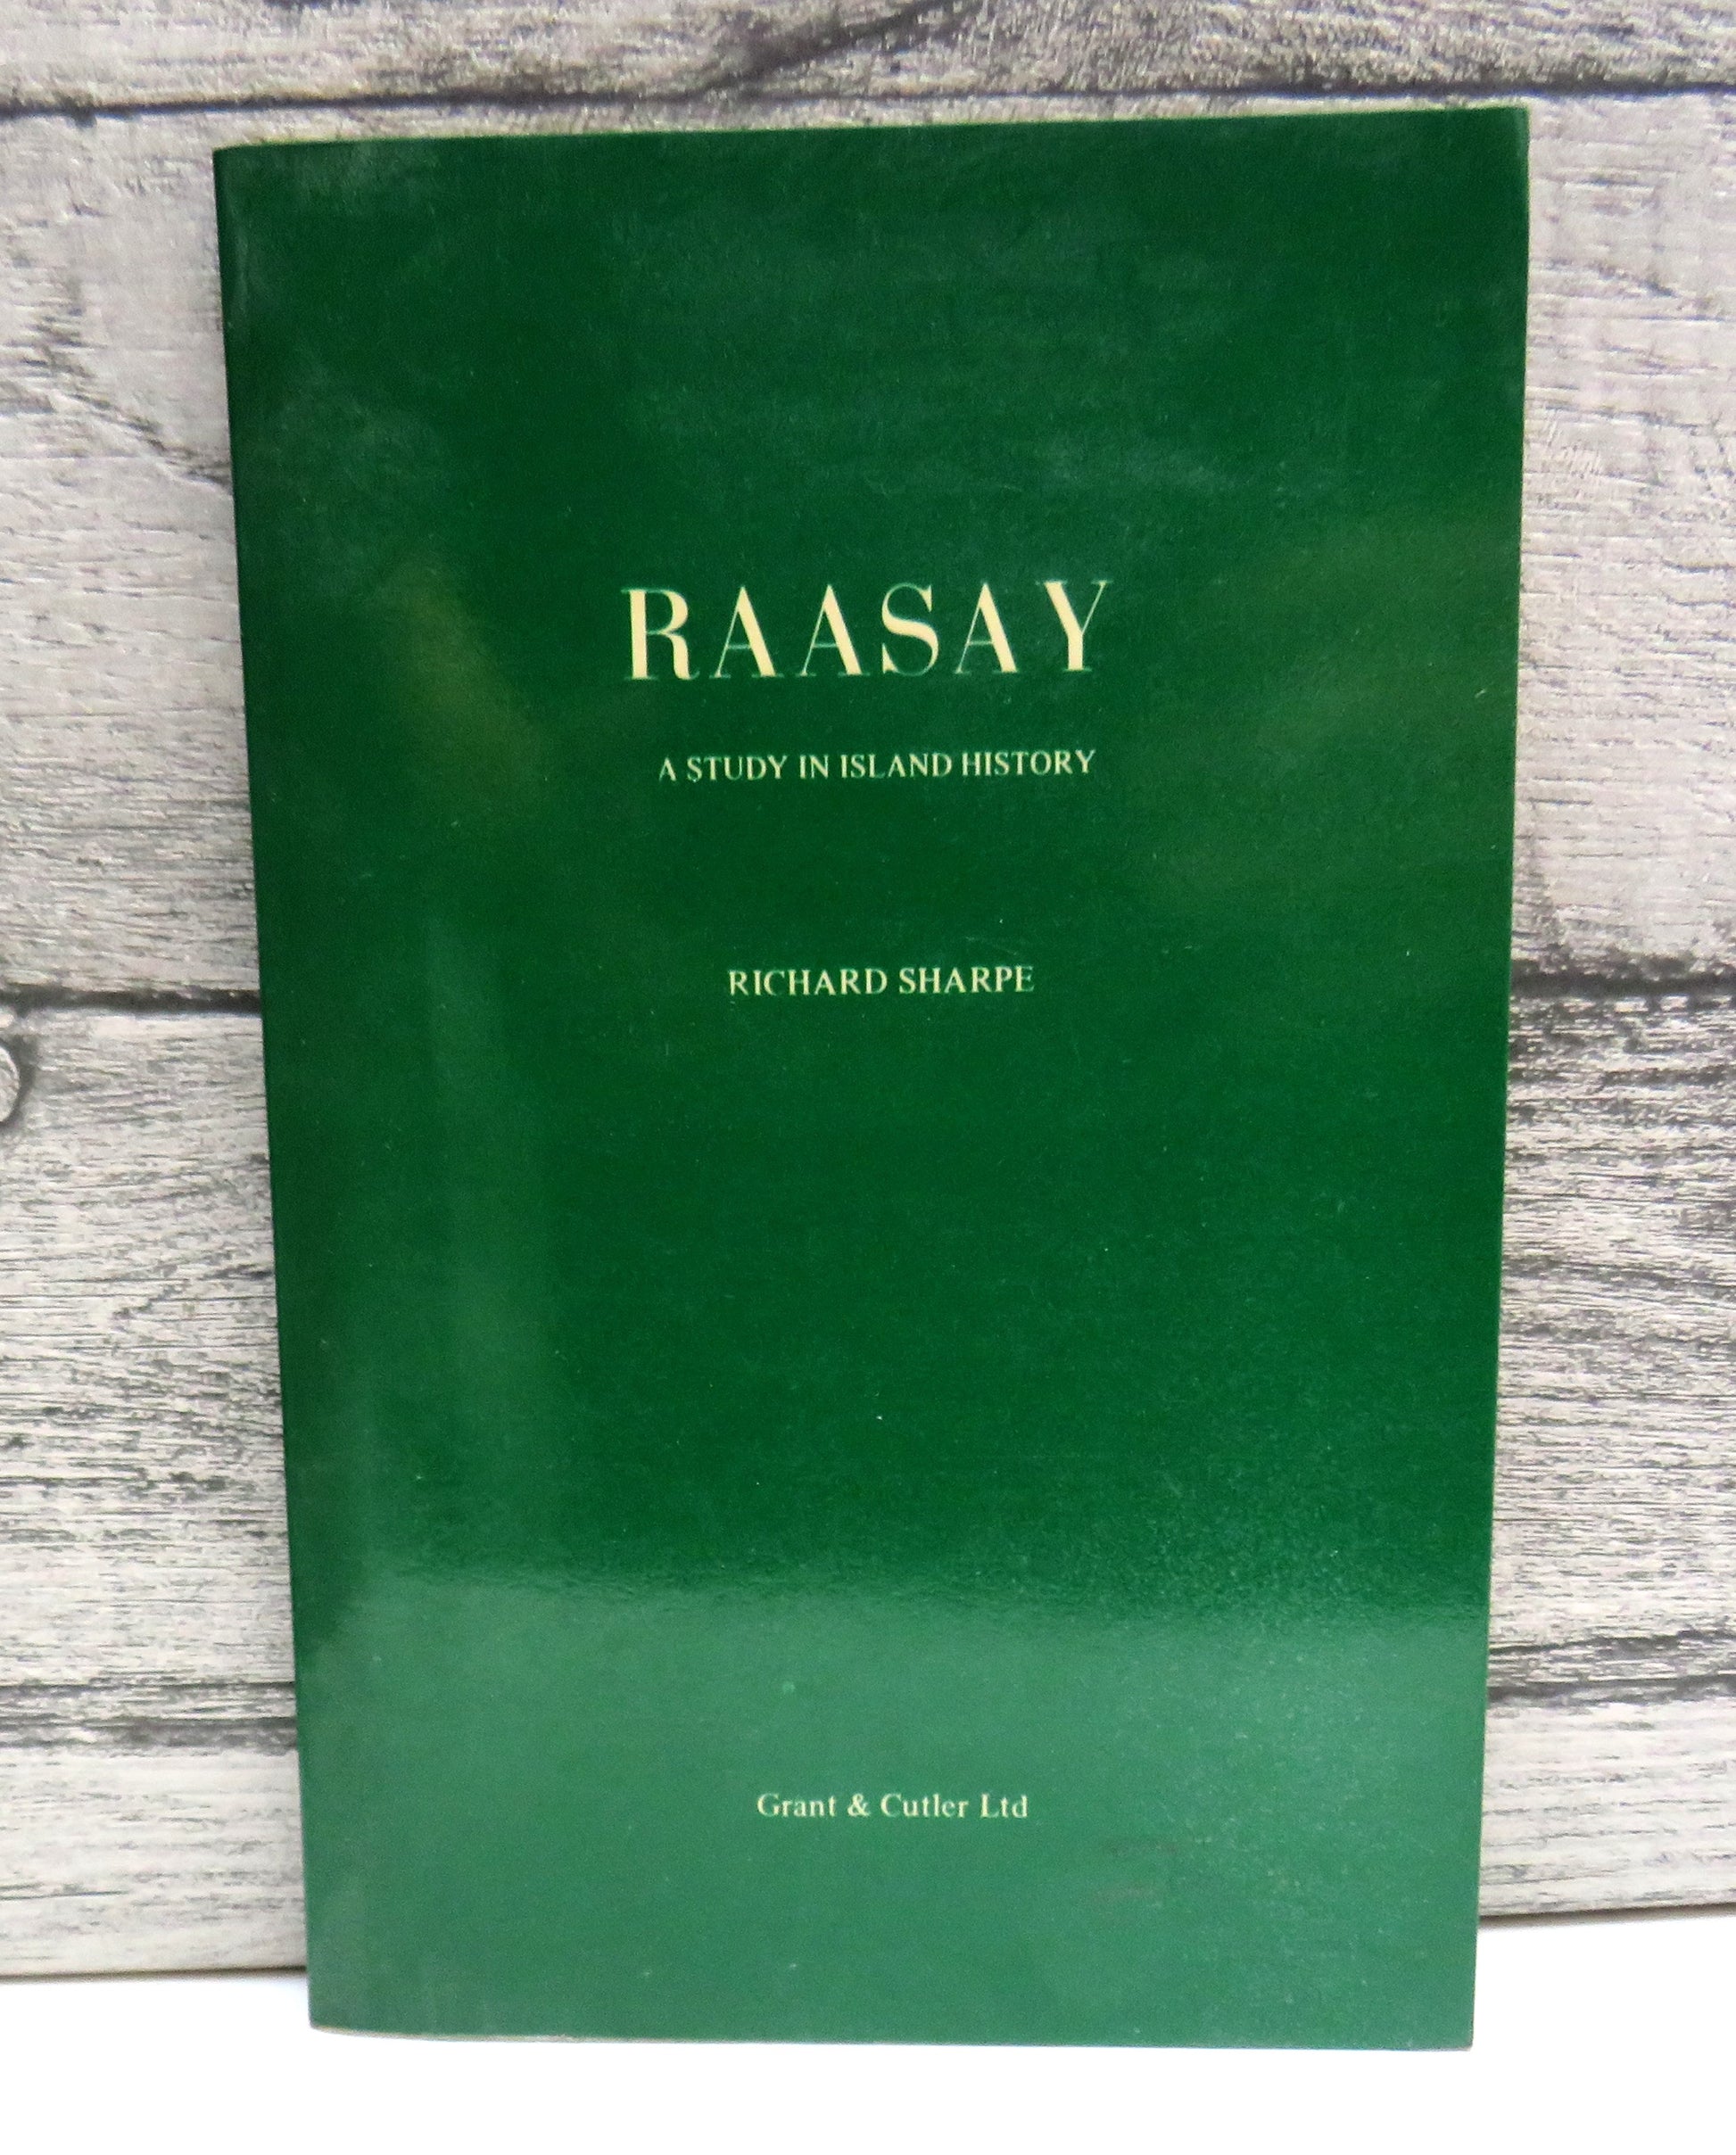 RAASAY
A STUDY IN ISLAND HISTORY
RICHARD SHARPE
Grant & Cutler Ltd